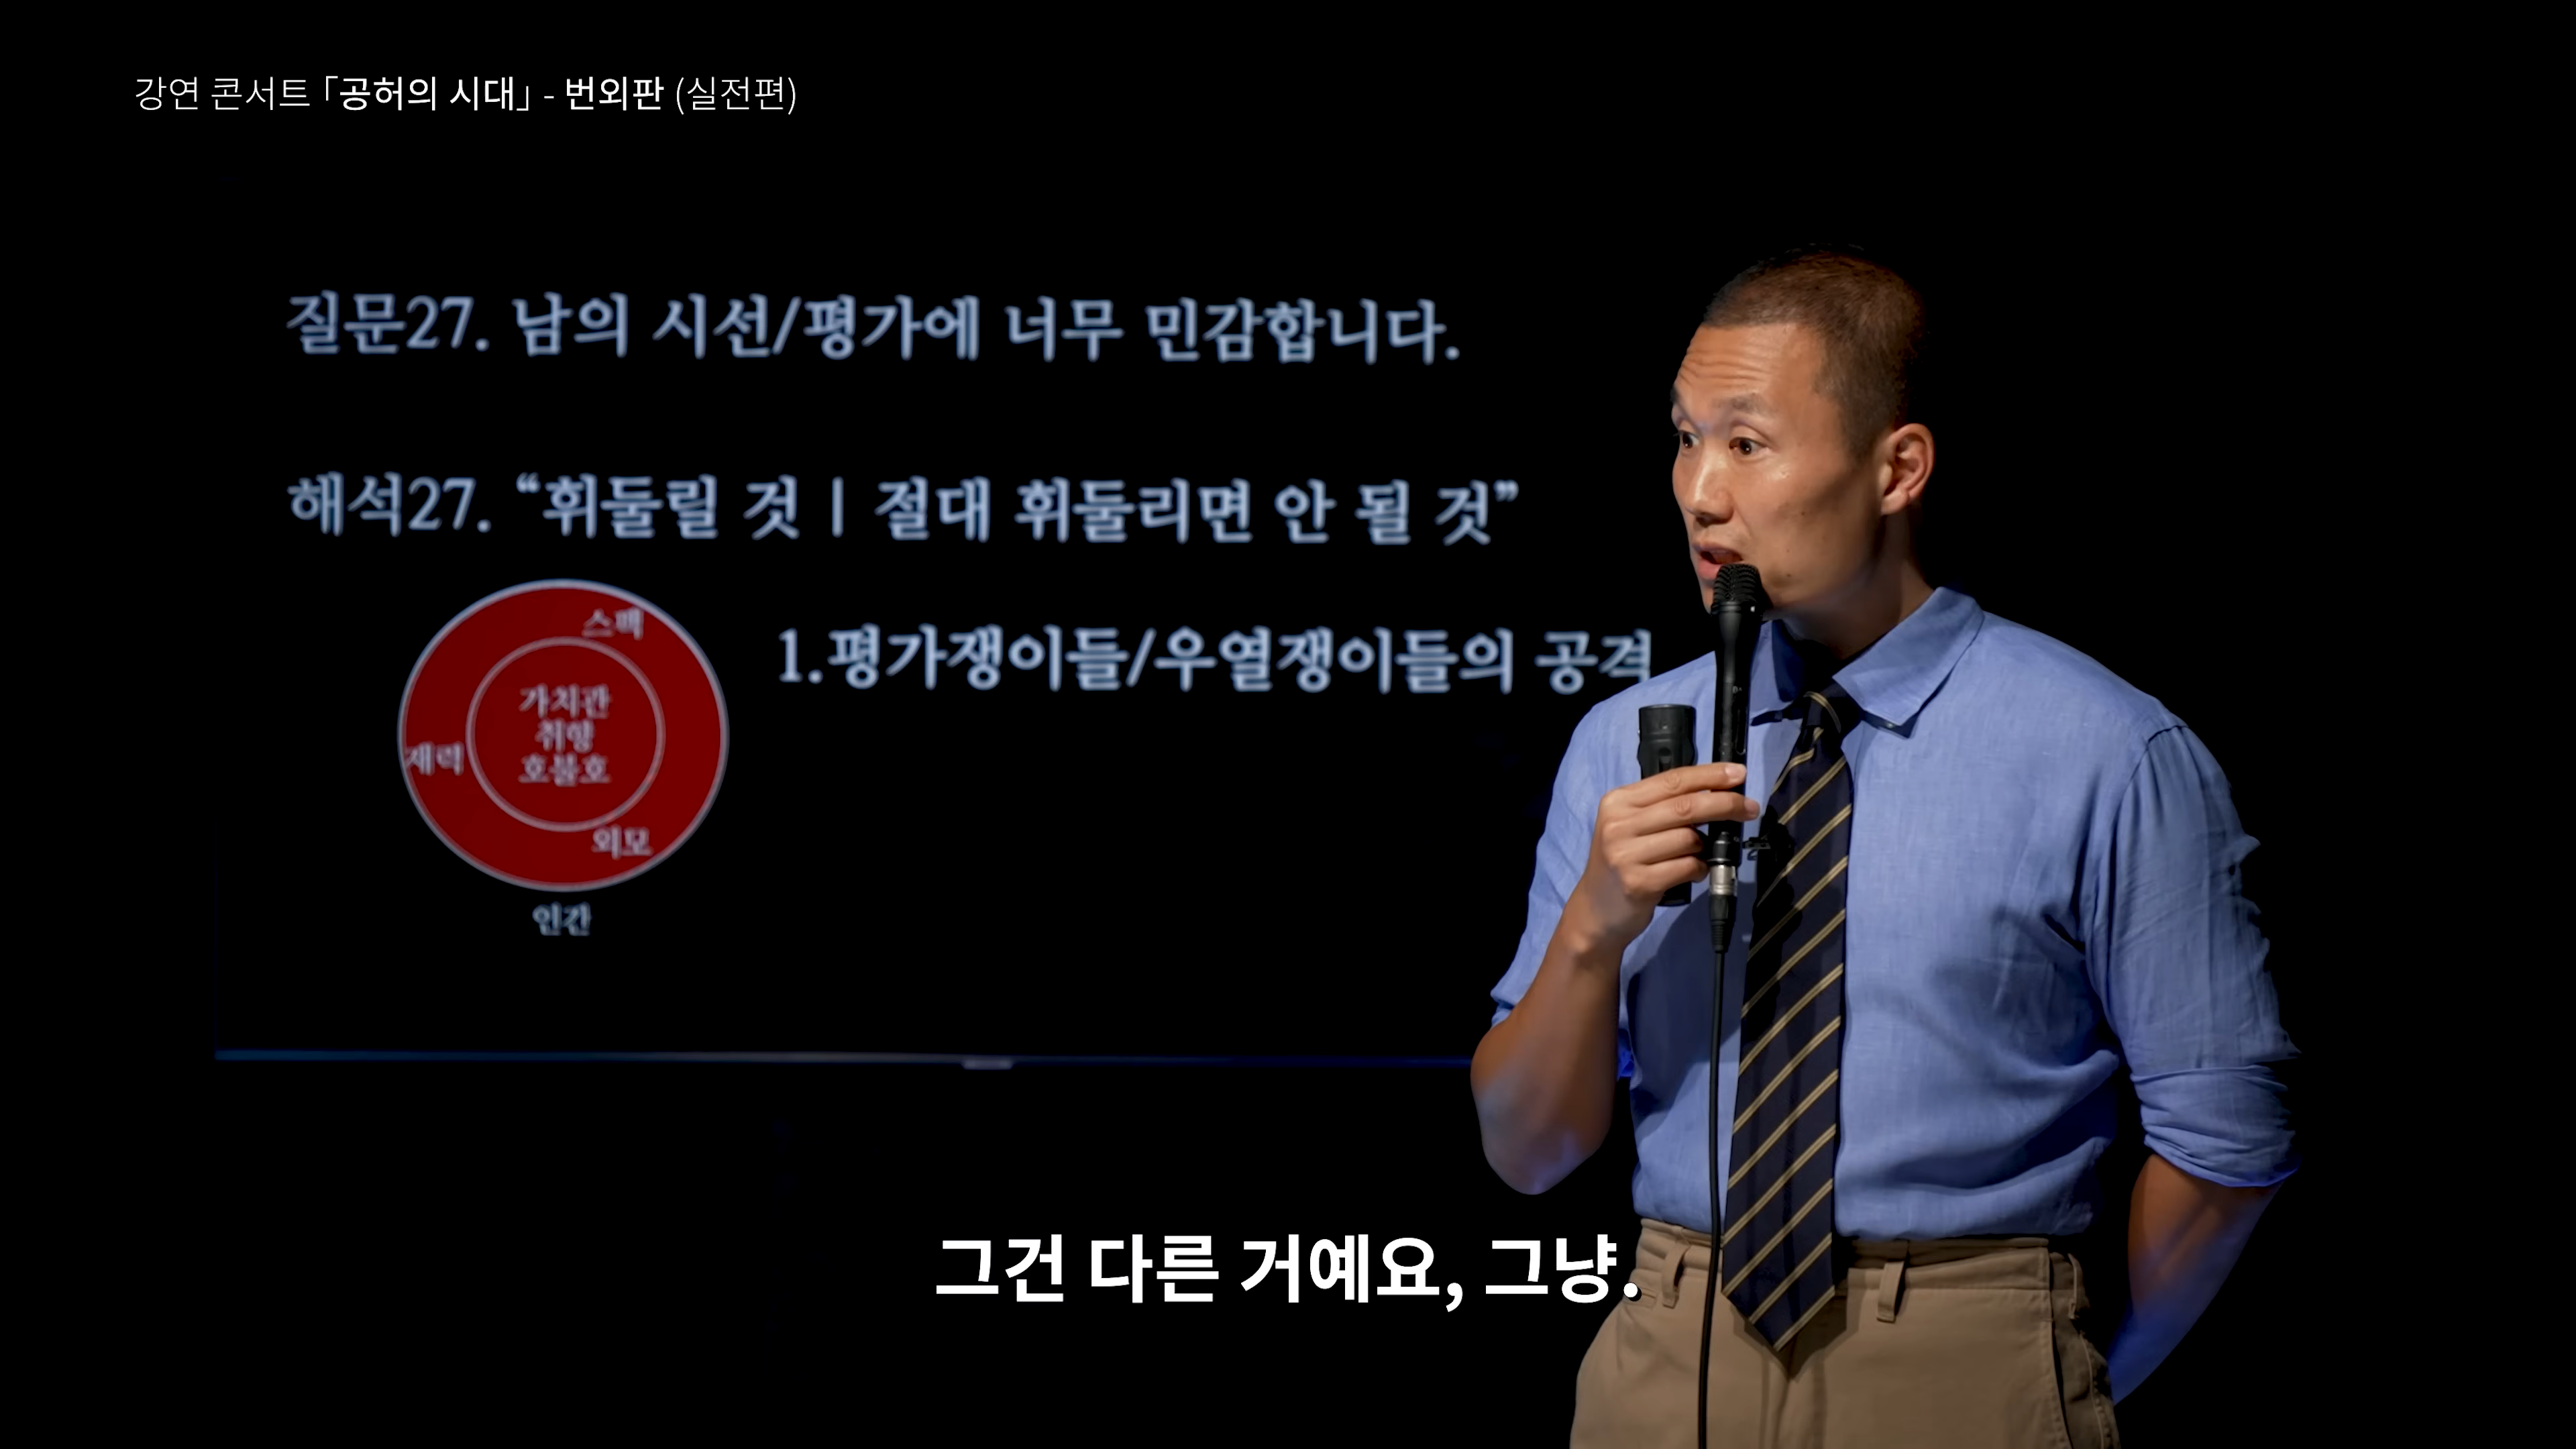 강연 콘서트 「공허의 시대」 - 번외판 (실전편)
질문27. 남의 시선/평가에 너무 민감합니다.
해석27. “휘둘릴 것 | 절대 휘둘리면 안 될 것”
스펙
1.평가쟁이들/우열쟁이들의 공격
가치관
취향
재력
호불호
외모
인간
그건 다른 거예요, 그냥.